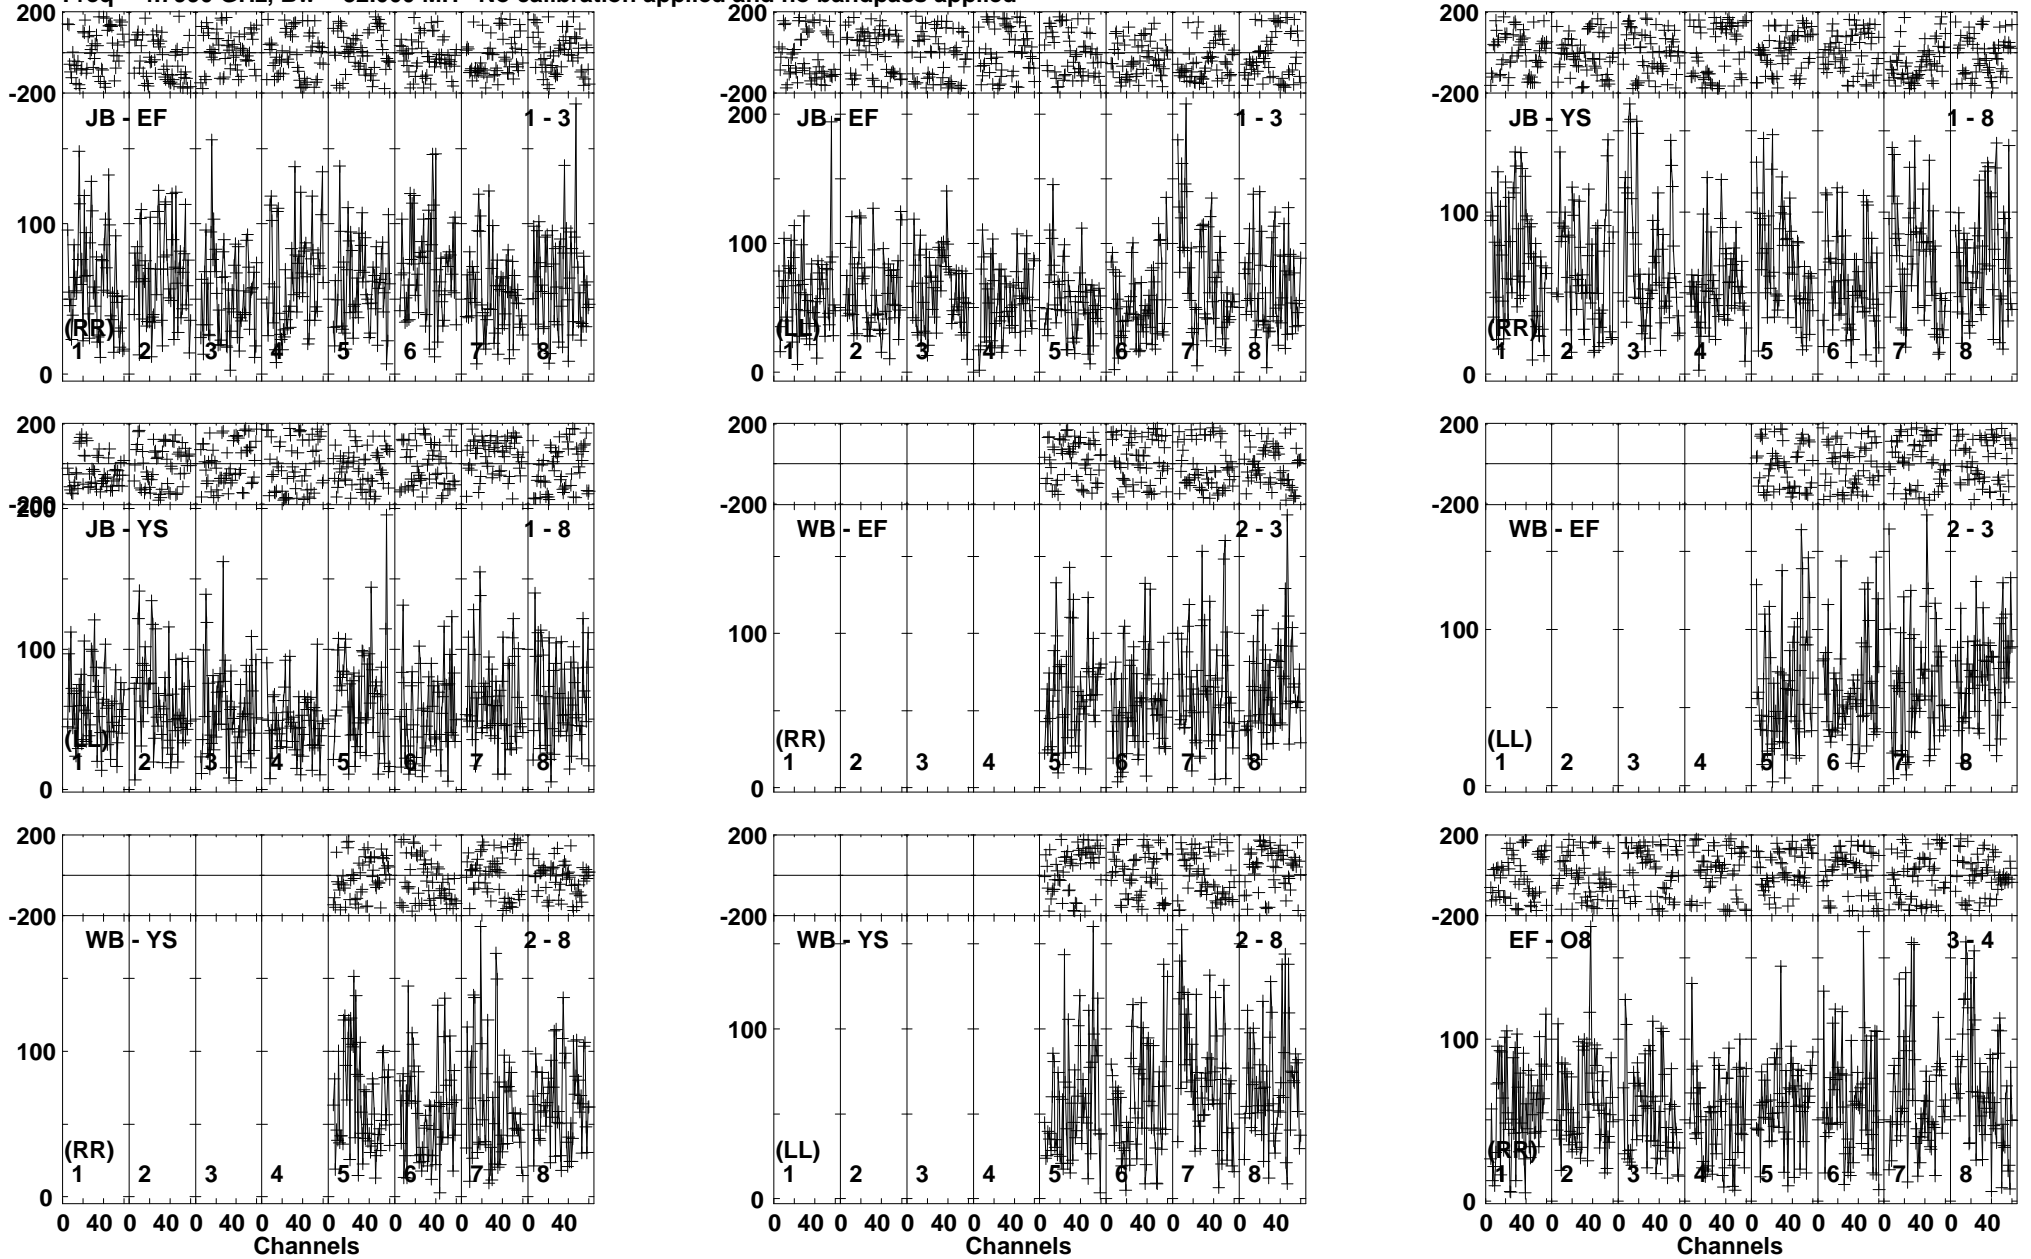 No calibration applied and no bandpass applied
200 200 200
-200 -200 -200
JB - EF 1 - 3 JB - EF 1 - 3 JB - YS 1 - 8
200
100 100 100
(RR) (LL) (RR)
1 2 3 4 5 6 7 8 1 2 3 4 5 6 7 8 1 2 3 4 5 6 7 8
0 0 0
200 200 200
-200 -200 -200
200
JB - YS 1 - 8 WB - EF 2 - 3 WB - EF 2 - 3
100 100 100
(LL) (RR) (LL)
1 2 3 4 5 6 7 8 1 2 3 4 5 6 7 8 1 2 3 4 5 6 7 8
0 0 0
200 200 200
-200 -200 -200
WB - YS 2 - 8 WB - YS 2 - 8 EF - O8 3 - 4
100 100 100
(RR) (LL) (RR)
1 2 3 4 5 6 7 8 1 2 3 4 5 6 7 8 1 2 3 4 5 6 7 8
0 0 0
0 40 0 40 0 40 0 40 0 40 0 40 0 40 0 40 0 40 0 40 0 40 0 40 0 40 0 40 0 40 0 40 0 40 0 40 0 40 0 40 0 40 0 40 0 40 0 40
Channels Channels Channels